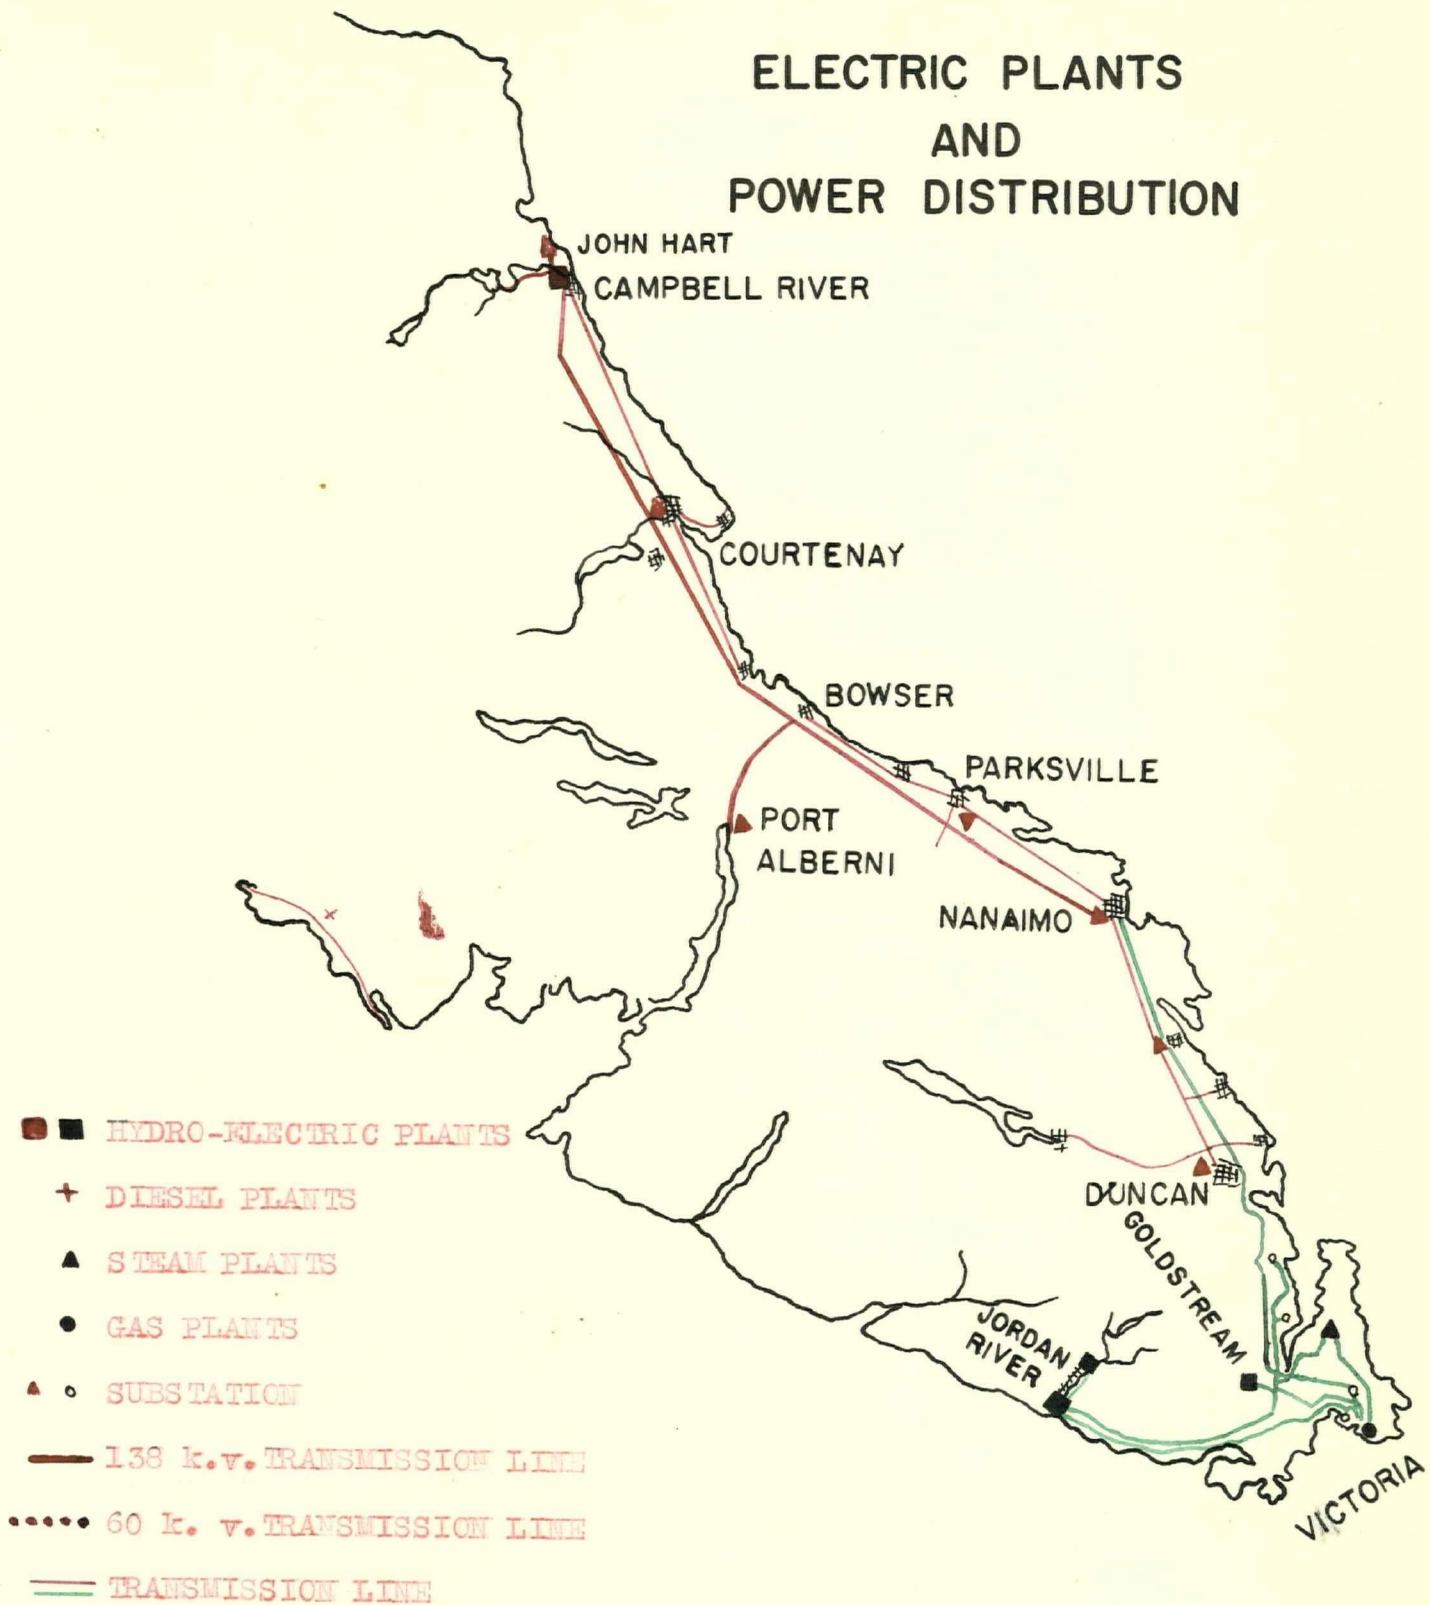 ELECTRIC PLANTS
AND
POWER DISTRIBUTION
JOHN HART
CAMPBELL RIVER
COURTENAY
BOWSER
PARKSVILLE
PORT
ALBERNI
NANAIMO
DUNCAN
GOLDSTREAM
JORDAN
RIVER
VICTORIA
HYDRO-ELECTRIC PLANTS
DIESEL PLANTS
STEAM PLANTS
GAS PLANTS
SUBSTATION
138 k.v. TRANSMISSION LINE
60 k. v. TRANSMISSION LINE
TRANSMISSION LINE